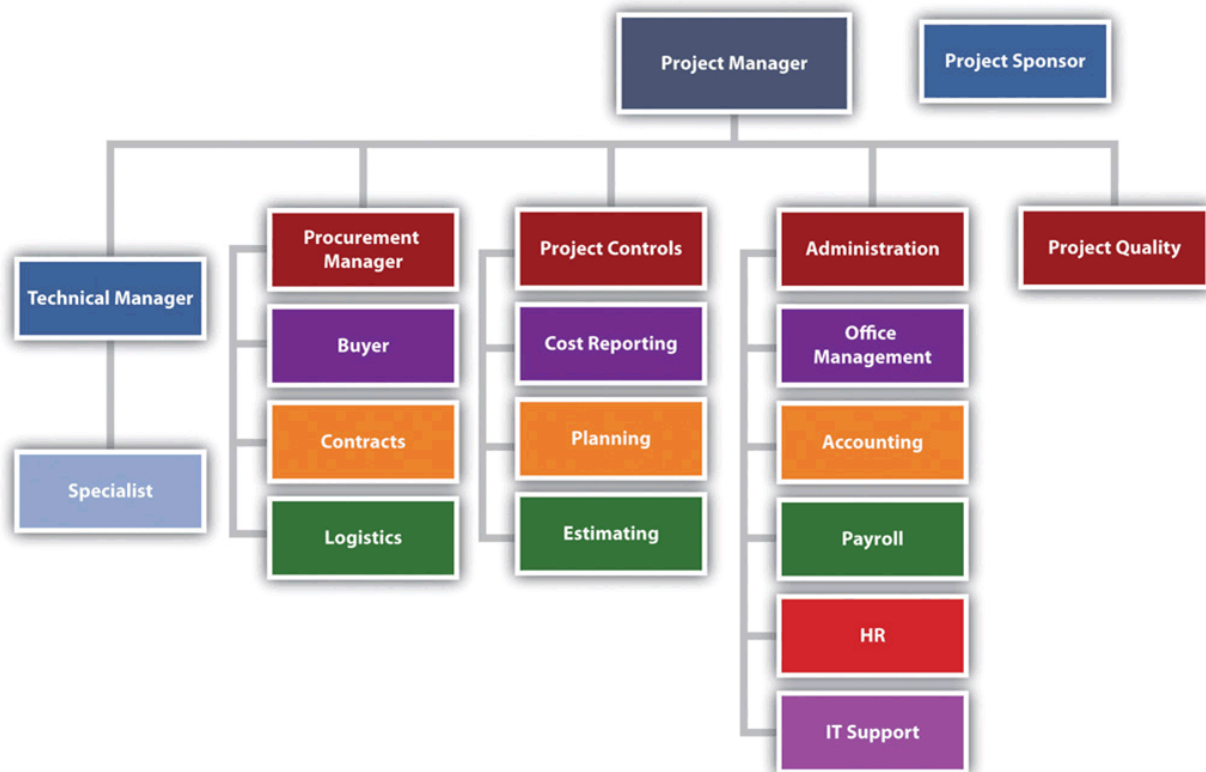 Project Manager
Project Sponsor
Technical Manager
Specialist
Procurement
Manager
Buyer
Contracts
Logistics
Project Controls
Cost Reporting
Planning
Estimating
Administration
Office
Management
Accounting
Payroll
HR
IT Support
Project Quality